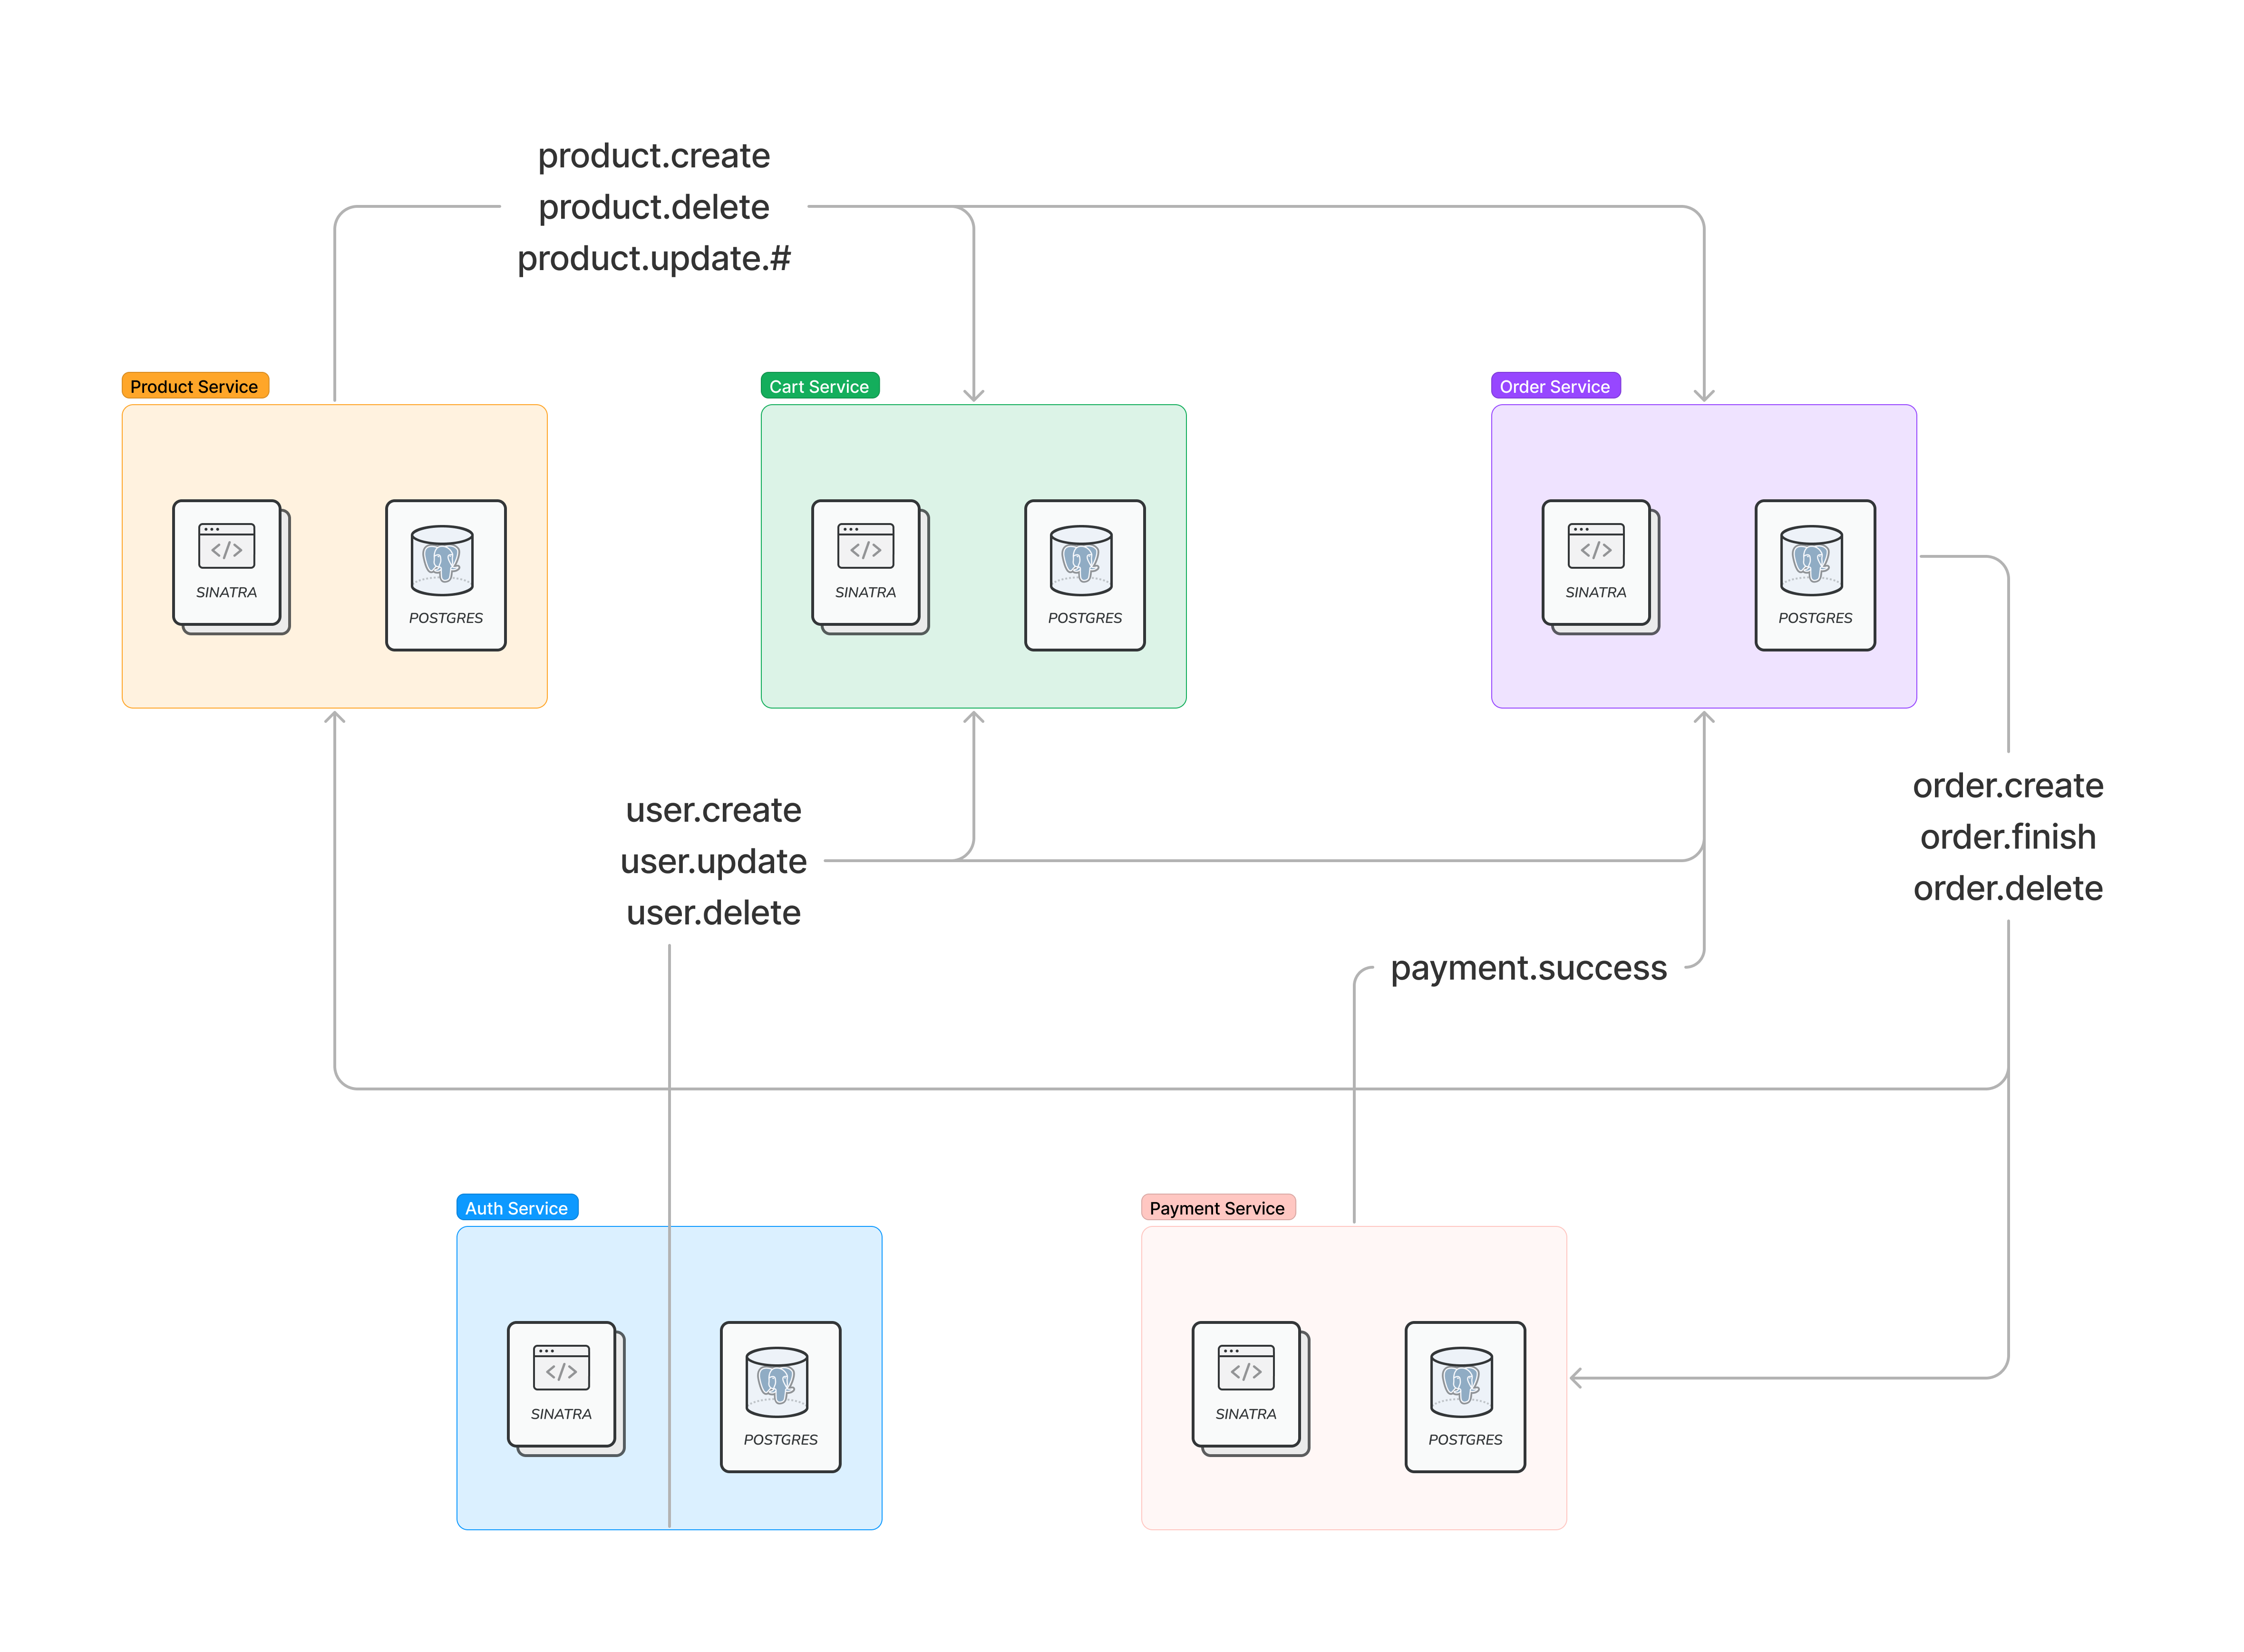 product.create
product.delete
product.update.#
Product Service
Cart Service
Order Service
SINATRA
POSTGRES
SINATRA
POSTGRES
SINATRA
POSTGRES
user.create
user.update
user.delete
order.create
order.finish
order.delete
payment.success
Auth Service
Payment Service
SINATRA
POSTGRES
SINATRA
POSTGRES